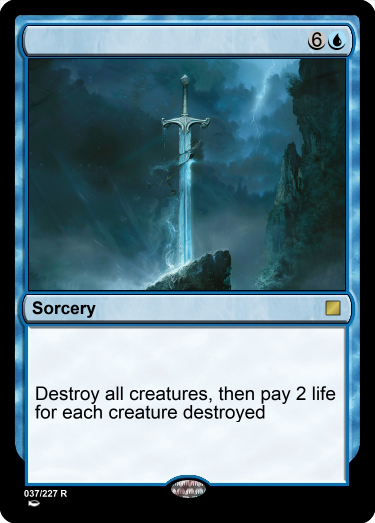 6
Sorcery
Destroy all creatures, then pay 2 life
for each creature destroyed
037/227 R